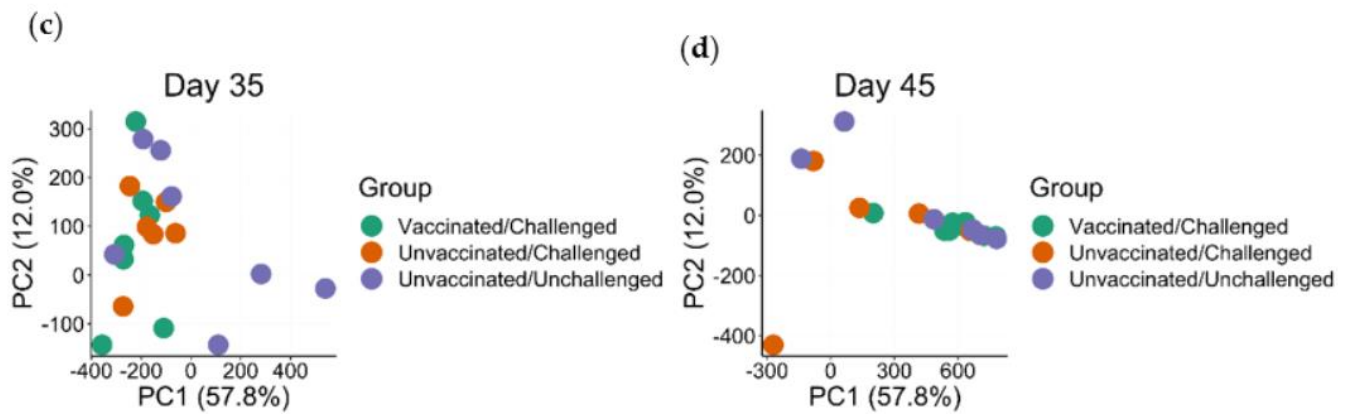 (c)
Day 35
PC2 (12.0%)
300
200
100
0
-100
-400 -200 0 200 400
PC1 (57.8%)
Group
Vaccinated/Challenged
Unvaccinated/Challenged
Unvaccinated/Unchallenged
(d)
Day 45
PC2 (12.0%)
200
0
-200
-400
-300 0 300 600
PC1 (57.8%)
Group
Vaccinated/Challenged
Unvaccinated/Challenged
Unvaccinated/Unchallenged